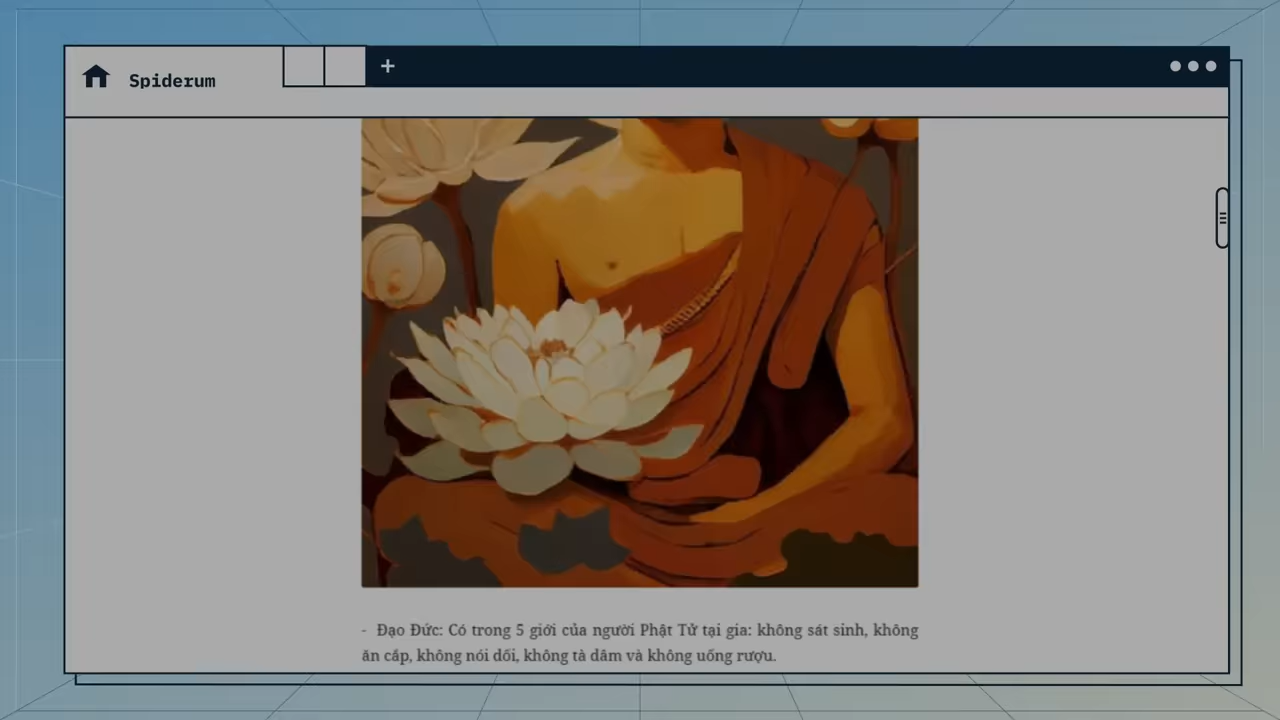 Spiderum
- Đạo Đức: Có trong 5 giới của người Phật Tử tại gia: không sát sinh, không
ăn cắp, không nói dối, không tà dâm và không uống rượu.